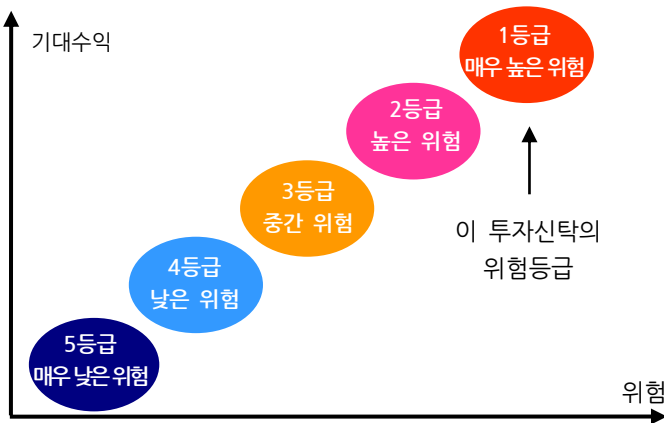 기대수익
1등급
매우 높은 위험
2등급
높은 위험
3등급
중간 위험
이 투자신탁의
위험등급
4등급
낮은 위험
5등급
매우 낮은 위험
위험